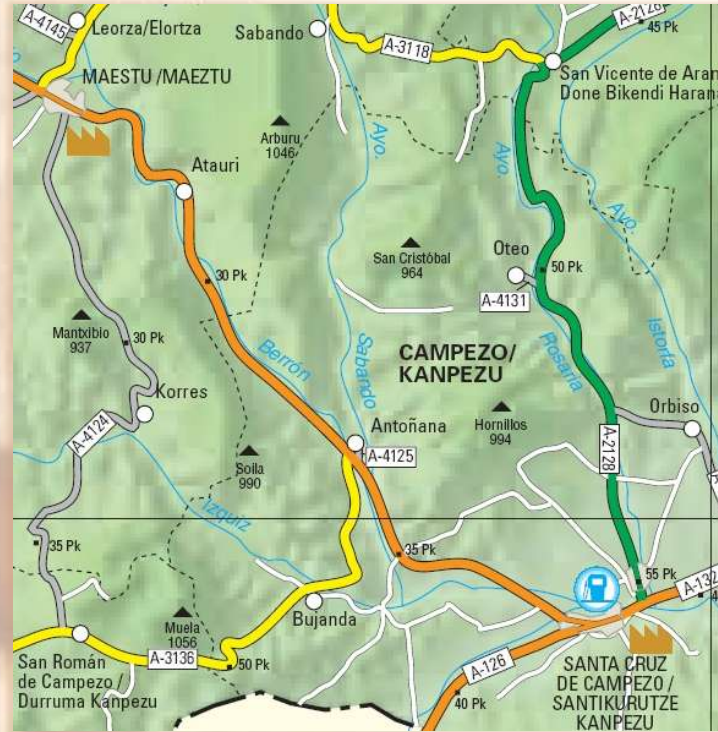 A-4145
Leorza/Elortza
Sabando
A-3118
A-2128
45 Pk
MAESTU /MAEZTU
San Vicente de Aran
Done Bikendi Harana
Arburu
1046
Ayo.
Ayo.
Ayo.
Atauri
San Cristóbal
964
Oteo
50 Pk
A-4131
30 Pk
Mantxibio
937
30 Pk
Berrón
Sabando
CAMPEZO/
KANPEZU
Rosaria
Istoria
Korres
A-4124
Antoñana
A-4125
Hornillos
994
Orbiso
A-2128
Soila
990
Izquiz
35 Pk
35 Pk
55 Pk
A-132
Bujanda
Muela
1056
San Román
de Campezo /
Durruma Kanpezu
A-3136
50 Pk
A-126
40 Pk
SANTA CRUZ
DE CAMPEZO /
SANTIKURUTZE
KANPEZU